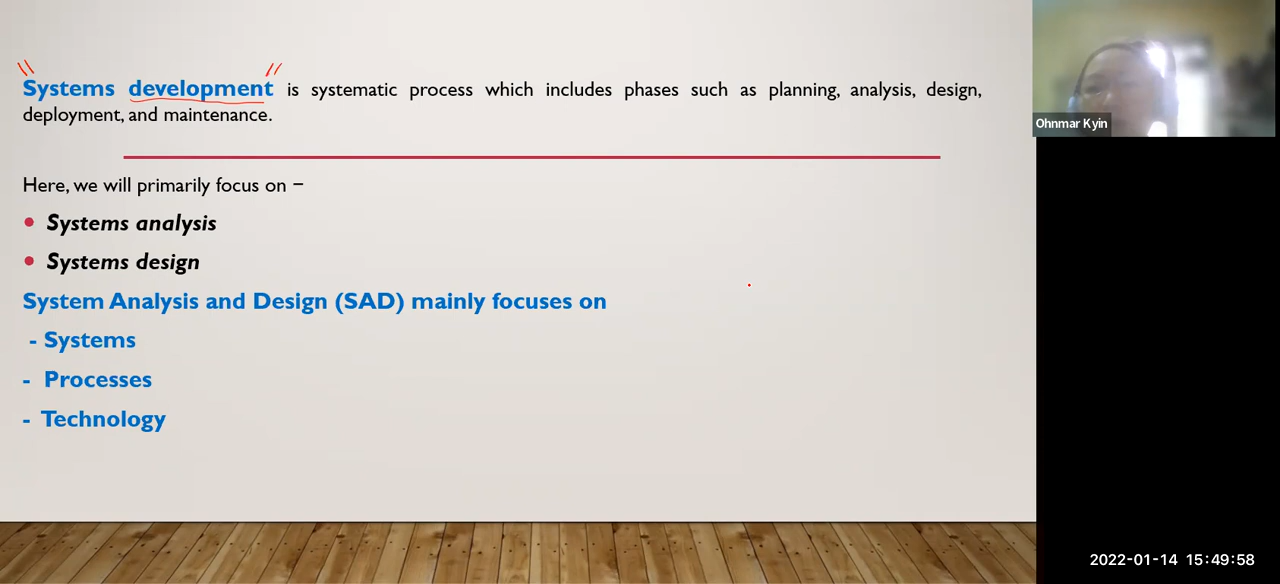 Systems development is systematic process which includes phases such as planning, analysis, design,
deployment, and maintenance.
Here, we will primarily focus on –
• Systems analysis
• Systems design
System Analysis and Design (SAD) mainly focuses on
- Systems
- Processes
- Technology
Ohnmar Kyin
2022-01-14 15:49:58